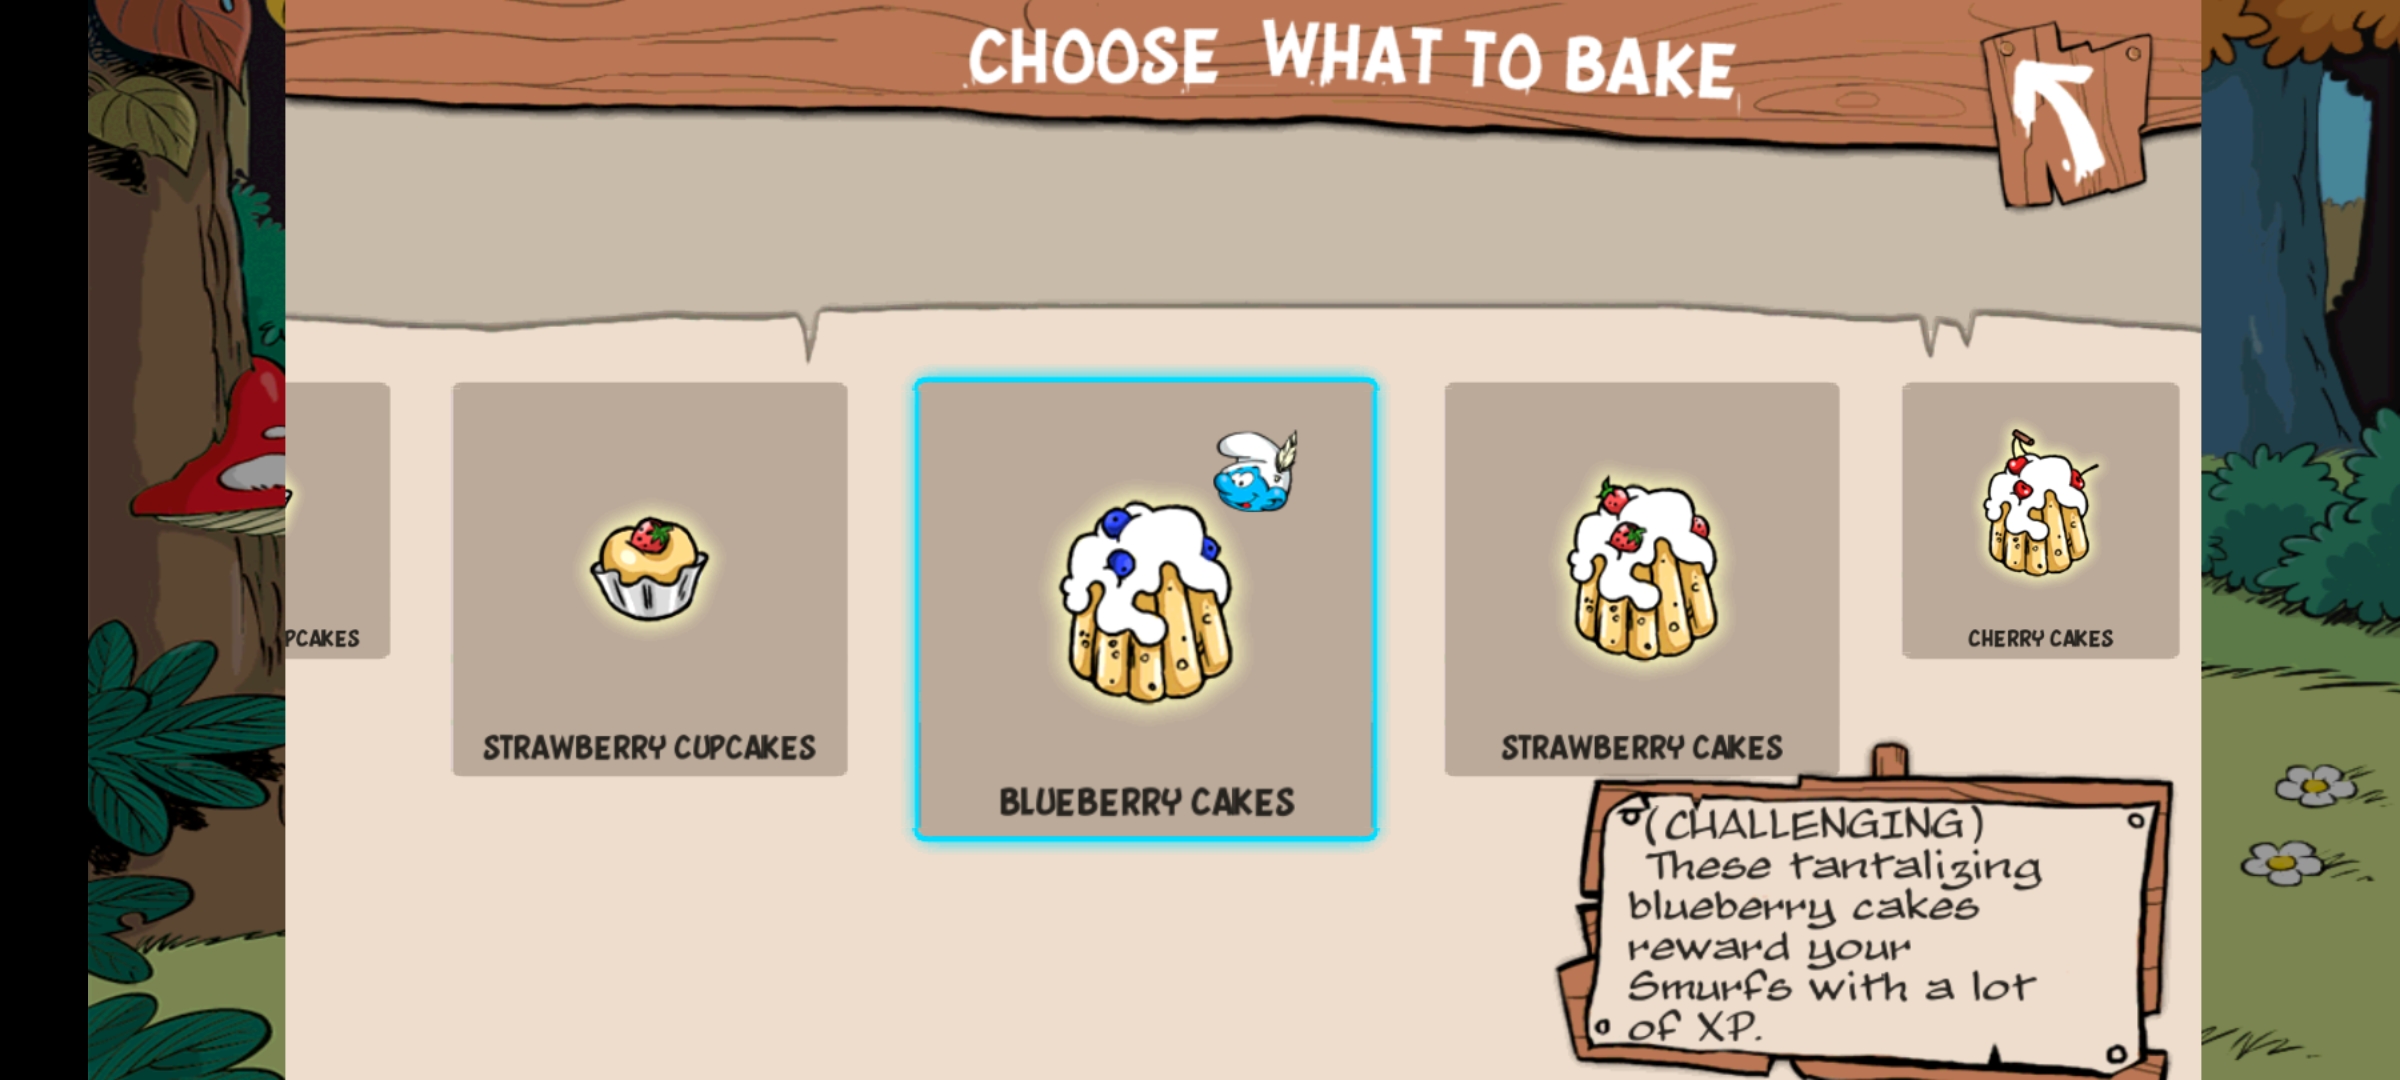 CHOOSE WHAT TO BAKE
PCAKES
STRAWBERRY CUPCAKES
BLUEBERRY CAKES
STRAWBERRY CAKES
CHERRY CAKES
(CHALLENGING)
These tantalizing
blueberry cakes
reward your
Smurfs with a lot
of XP.